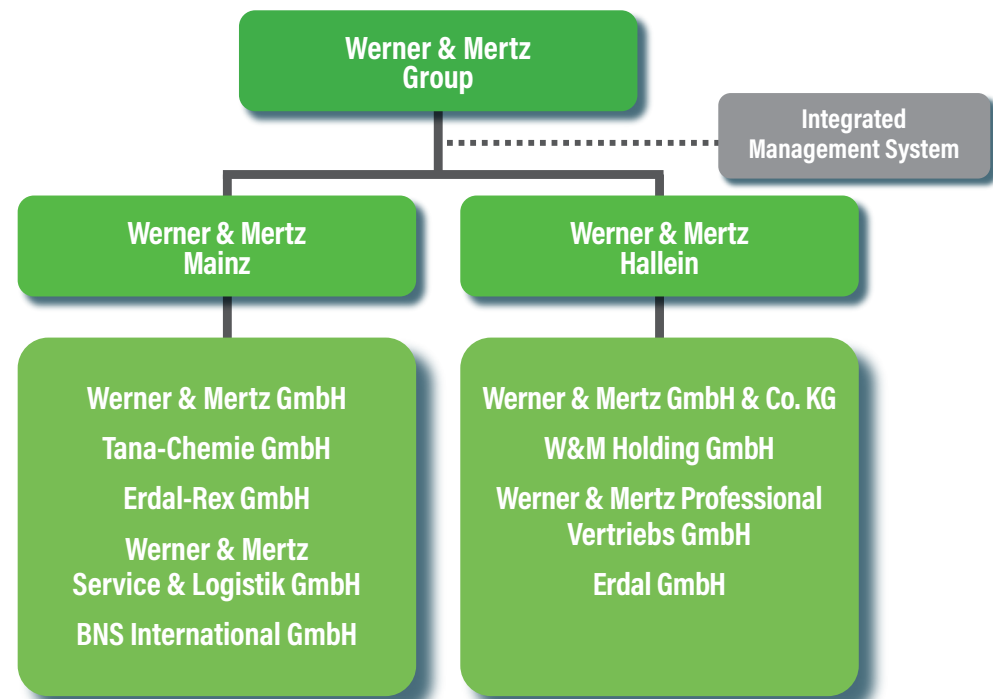 Werner & Mertz
Group
Integrated
Management System
Werner & Mertz
Mainz
Werner & Mertz
Hallein
Werner & Mertz GmbH
Tana-Chemie GmbH
Erdal-Rex GmbH
Werner & Mertz
Service & Logistik GmbH
BNS International GmbH
Werner & Mertz GmbH & Co. KG
W&M Holding GmbH
Werner & Mertz Professional
Vertriebs GmbH
Erdal GmbH